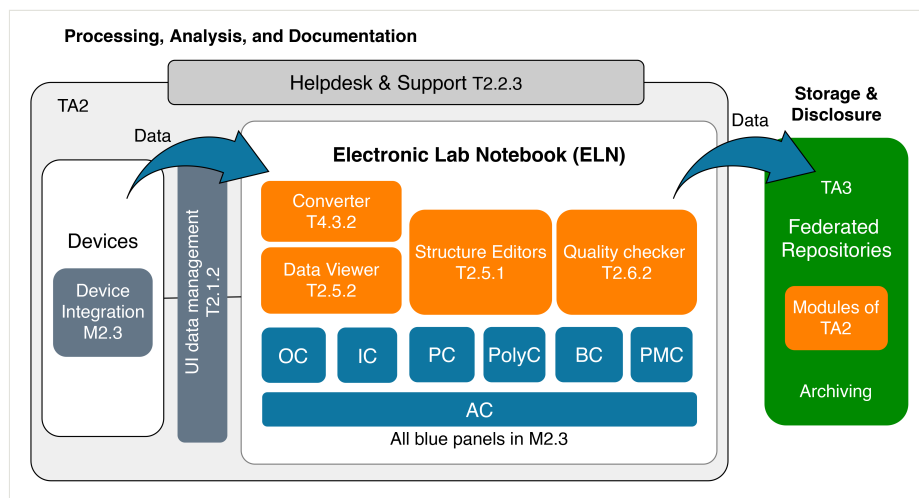 Processing, Analysis, and Documentation
Helpdesk & Support T2.2.3
TA2
Data
Data
Storage &
Disclosure
Electronic Lab Notebook (ELN)
Devices
Device
Integration
M2.3
UI data management
T2.1.2
Converter
T4.3.2
Data Viewer
T2.5.2
Structure Editors
T2.5.1
Quality checker
T2.6.2
OC
IC
PC
PolyC
BC
PMC
AC
All blue panels in M2.3
TA3
Federated
Repositories
Modules of
TA2
Archiving